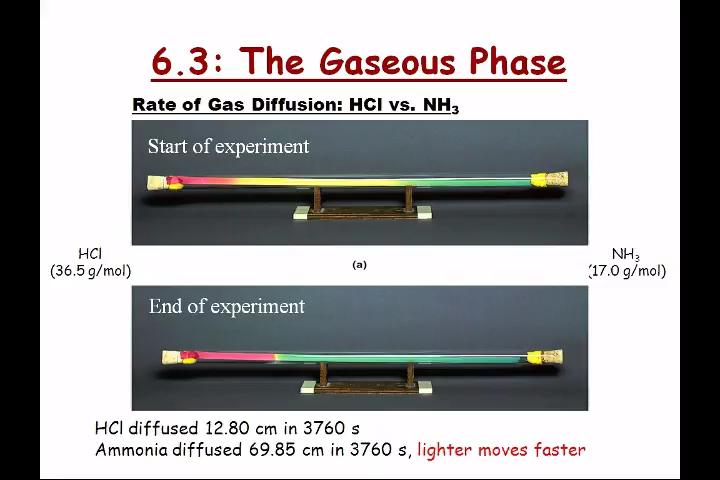 6.3: The Gaseous Phase
Rate of Gas Diffusion: HCl vs. NH₃
Start of experiment
HCl
(36.5 g/mol)
(a)
NH₃
(17.0 g/mol)
End of experiment
HCl diffused 12.80 cm in 3760 s
Ammonia diffused 69.85 cm in 3760 s, lighter moves faster